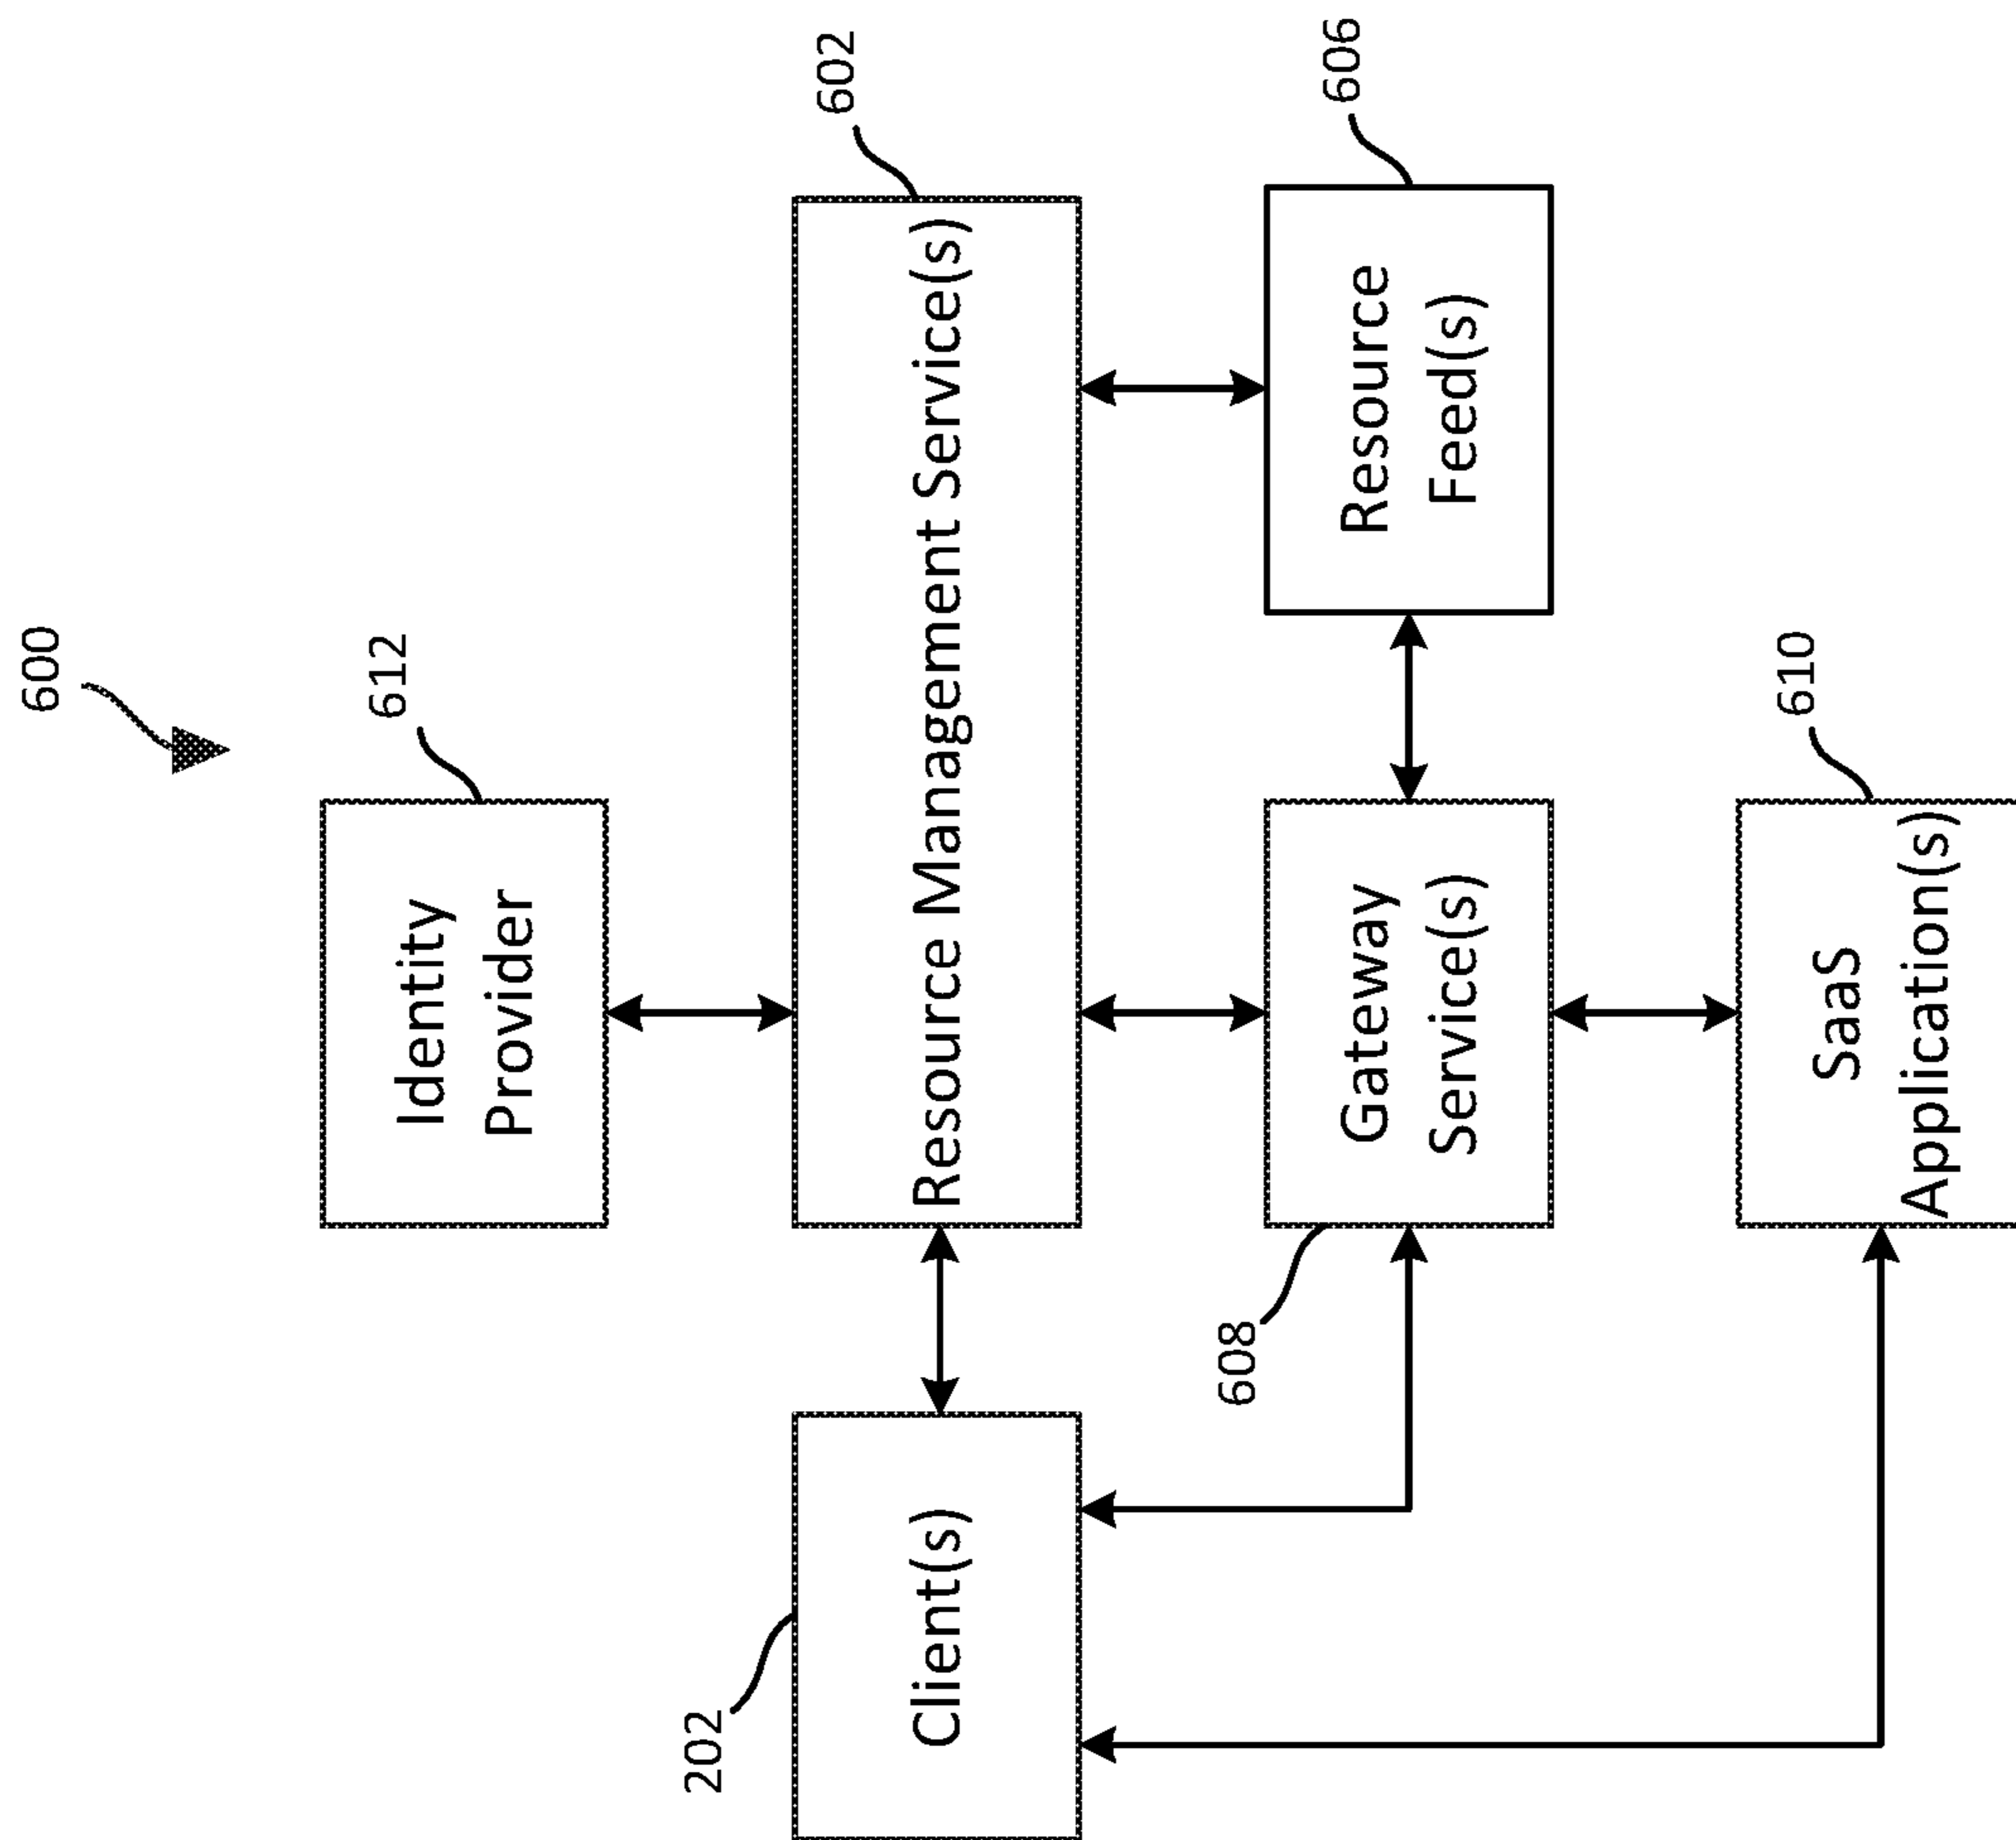 600
612
Identity
Provider
202
602
Client(s)
Resource Management Service(s)
608
606
Gateway
Service(s)
Resource
Feed(s)
610
SaaS
Application(s)